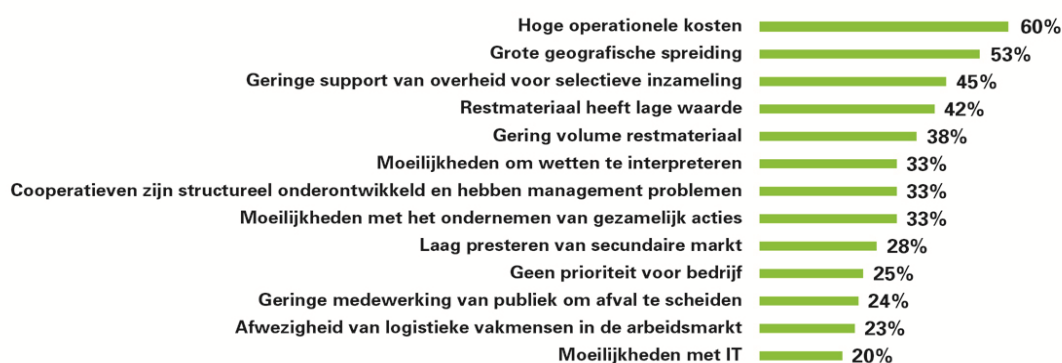 Hoge operationele kosten 60%
Grote geografische spreiding 53%
Geringe support van overheid voor selectieve inzameling 45%
Restmateriaal heeft lage waarde 42%
Gering volume restmateriaal 38%
Moeilijkheden om wetten te interpreteren 33%
Cooperatieven zijn structureel onderontwikkeld en hebben management problemen 33%
Moeilijkheden met het ondernemen van gezamelijk acties 33%
Laag presteren van secundaire markt 28%
Geen prioriteit voor bedrijf 25%
Geringe medewerking van publiek om afval te scheiden 24%
Afwezigheid van logistieke vakmensen in de arbeidsmarkt 23%
Moeilijkheden met IT 20%